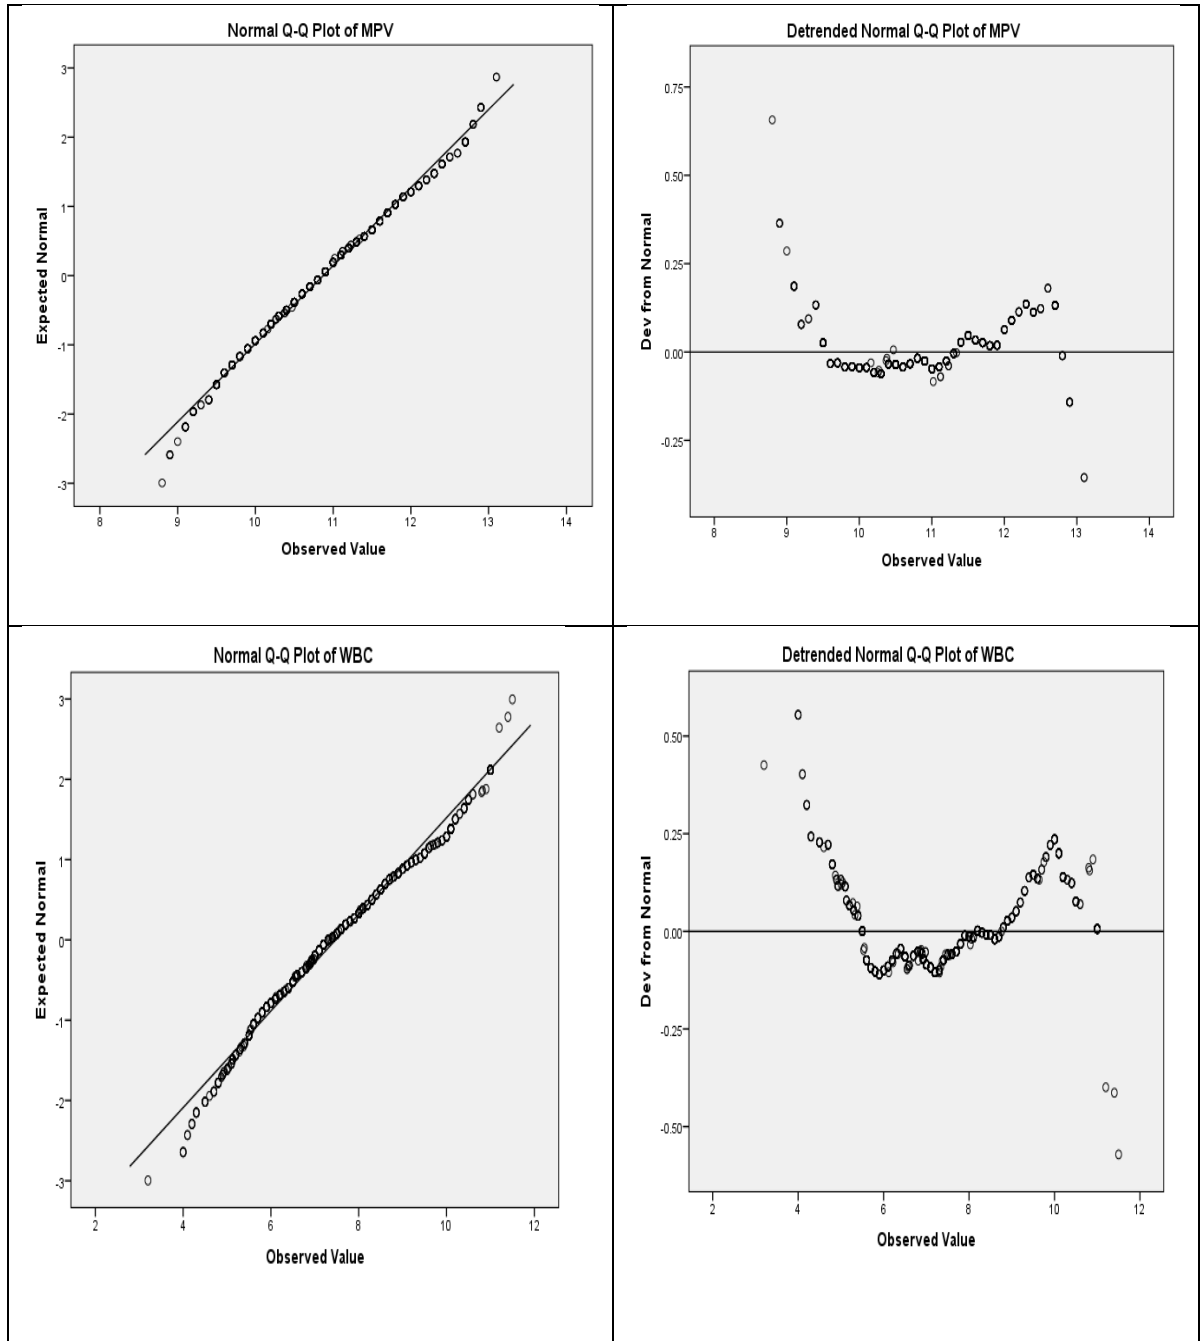 Normal Q-Q Plot of MPV
Expected Normal
3
2
1
0
-1
-2
-3
8 9 10 11 12 13 14
Observed Value
Detrended Normal Q-Q Plot of MPV
Dev from Normal
0.75
0.50
0.25
0.00
-0.25
8 9 10 11 12 13 14
Observed Value
Normal Q-Q Plot of WBC
Expected Normal
3
2
1
0
-1
-2
-3
2 4 6 8 10 12
Observed Value
Detrended Normal Q-Q Plot of WBC
Dev from Normal
0.50
0.25
0.00
-0.25
-0.50
2 4 6 8 10 12
Observed Value